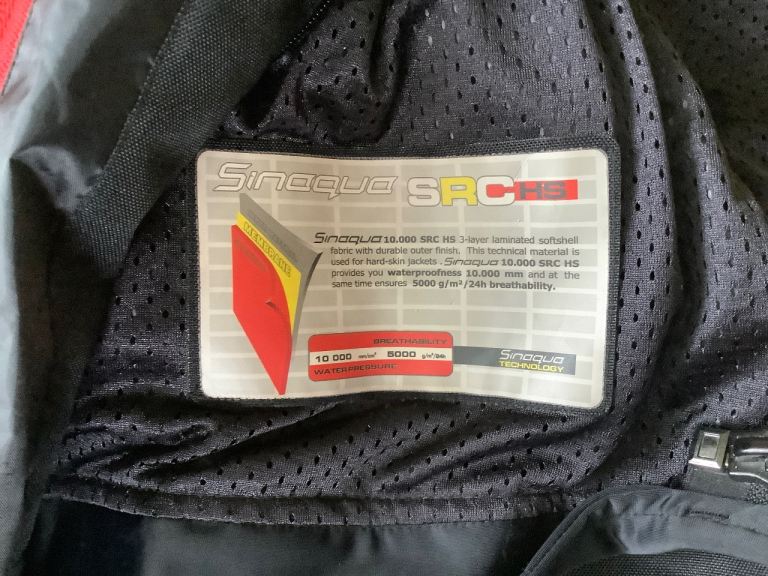 Sinaqua SRC HS
MEMBRANE
Sinaqua 10.000 SRC HS 3-layer laminated softshell
fabric with durable outer finish. This technical material is
used for hard-skin jackets . Sinaqua 10.000 SRC HS
provides you waterproofness 10.000 mm and at the
same time ensures 5000 g/m²/24h breathability.
BREATHABILITY
10 000 mm/cm² 5000 g/m²/24h
WATERPRESSURE
Sinaqua
TECHNOLOGY